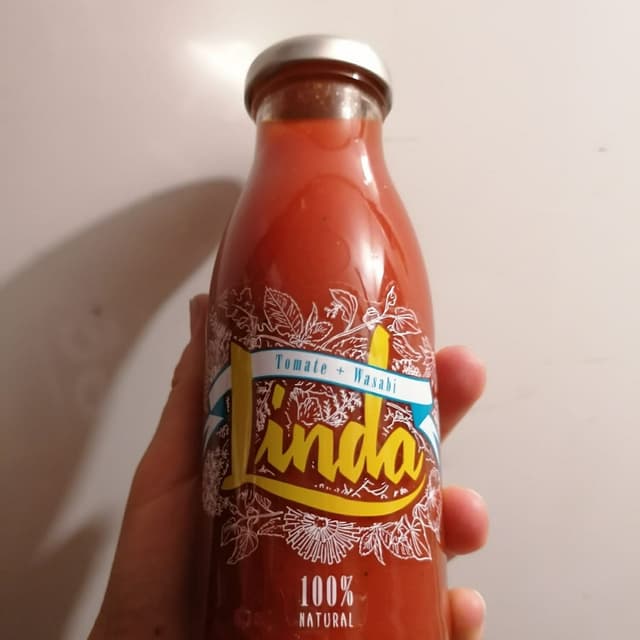 Tomate + Wasabi
Linda
100%
NATURAL